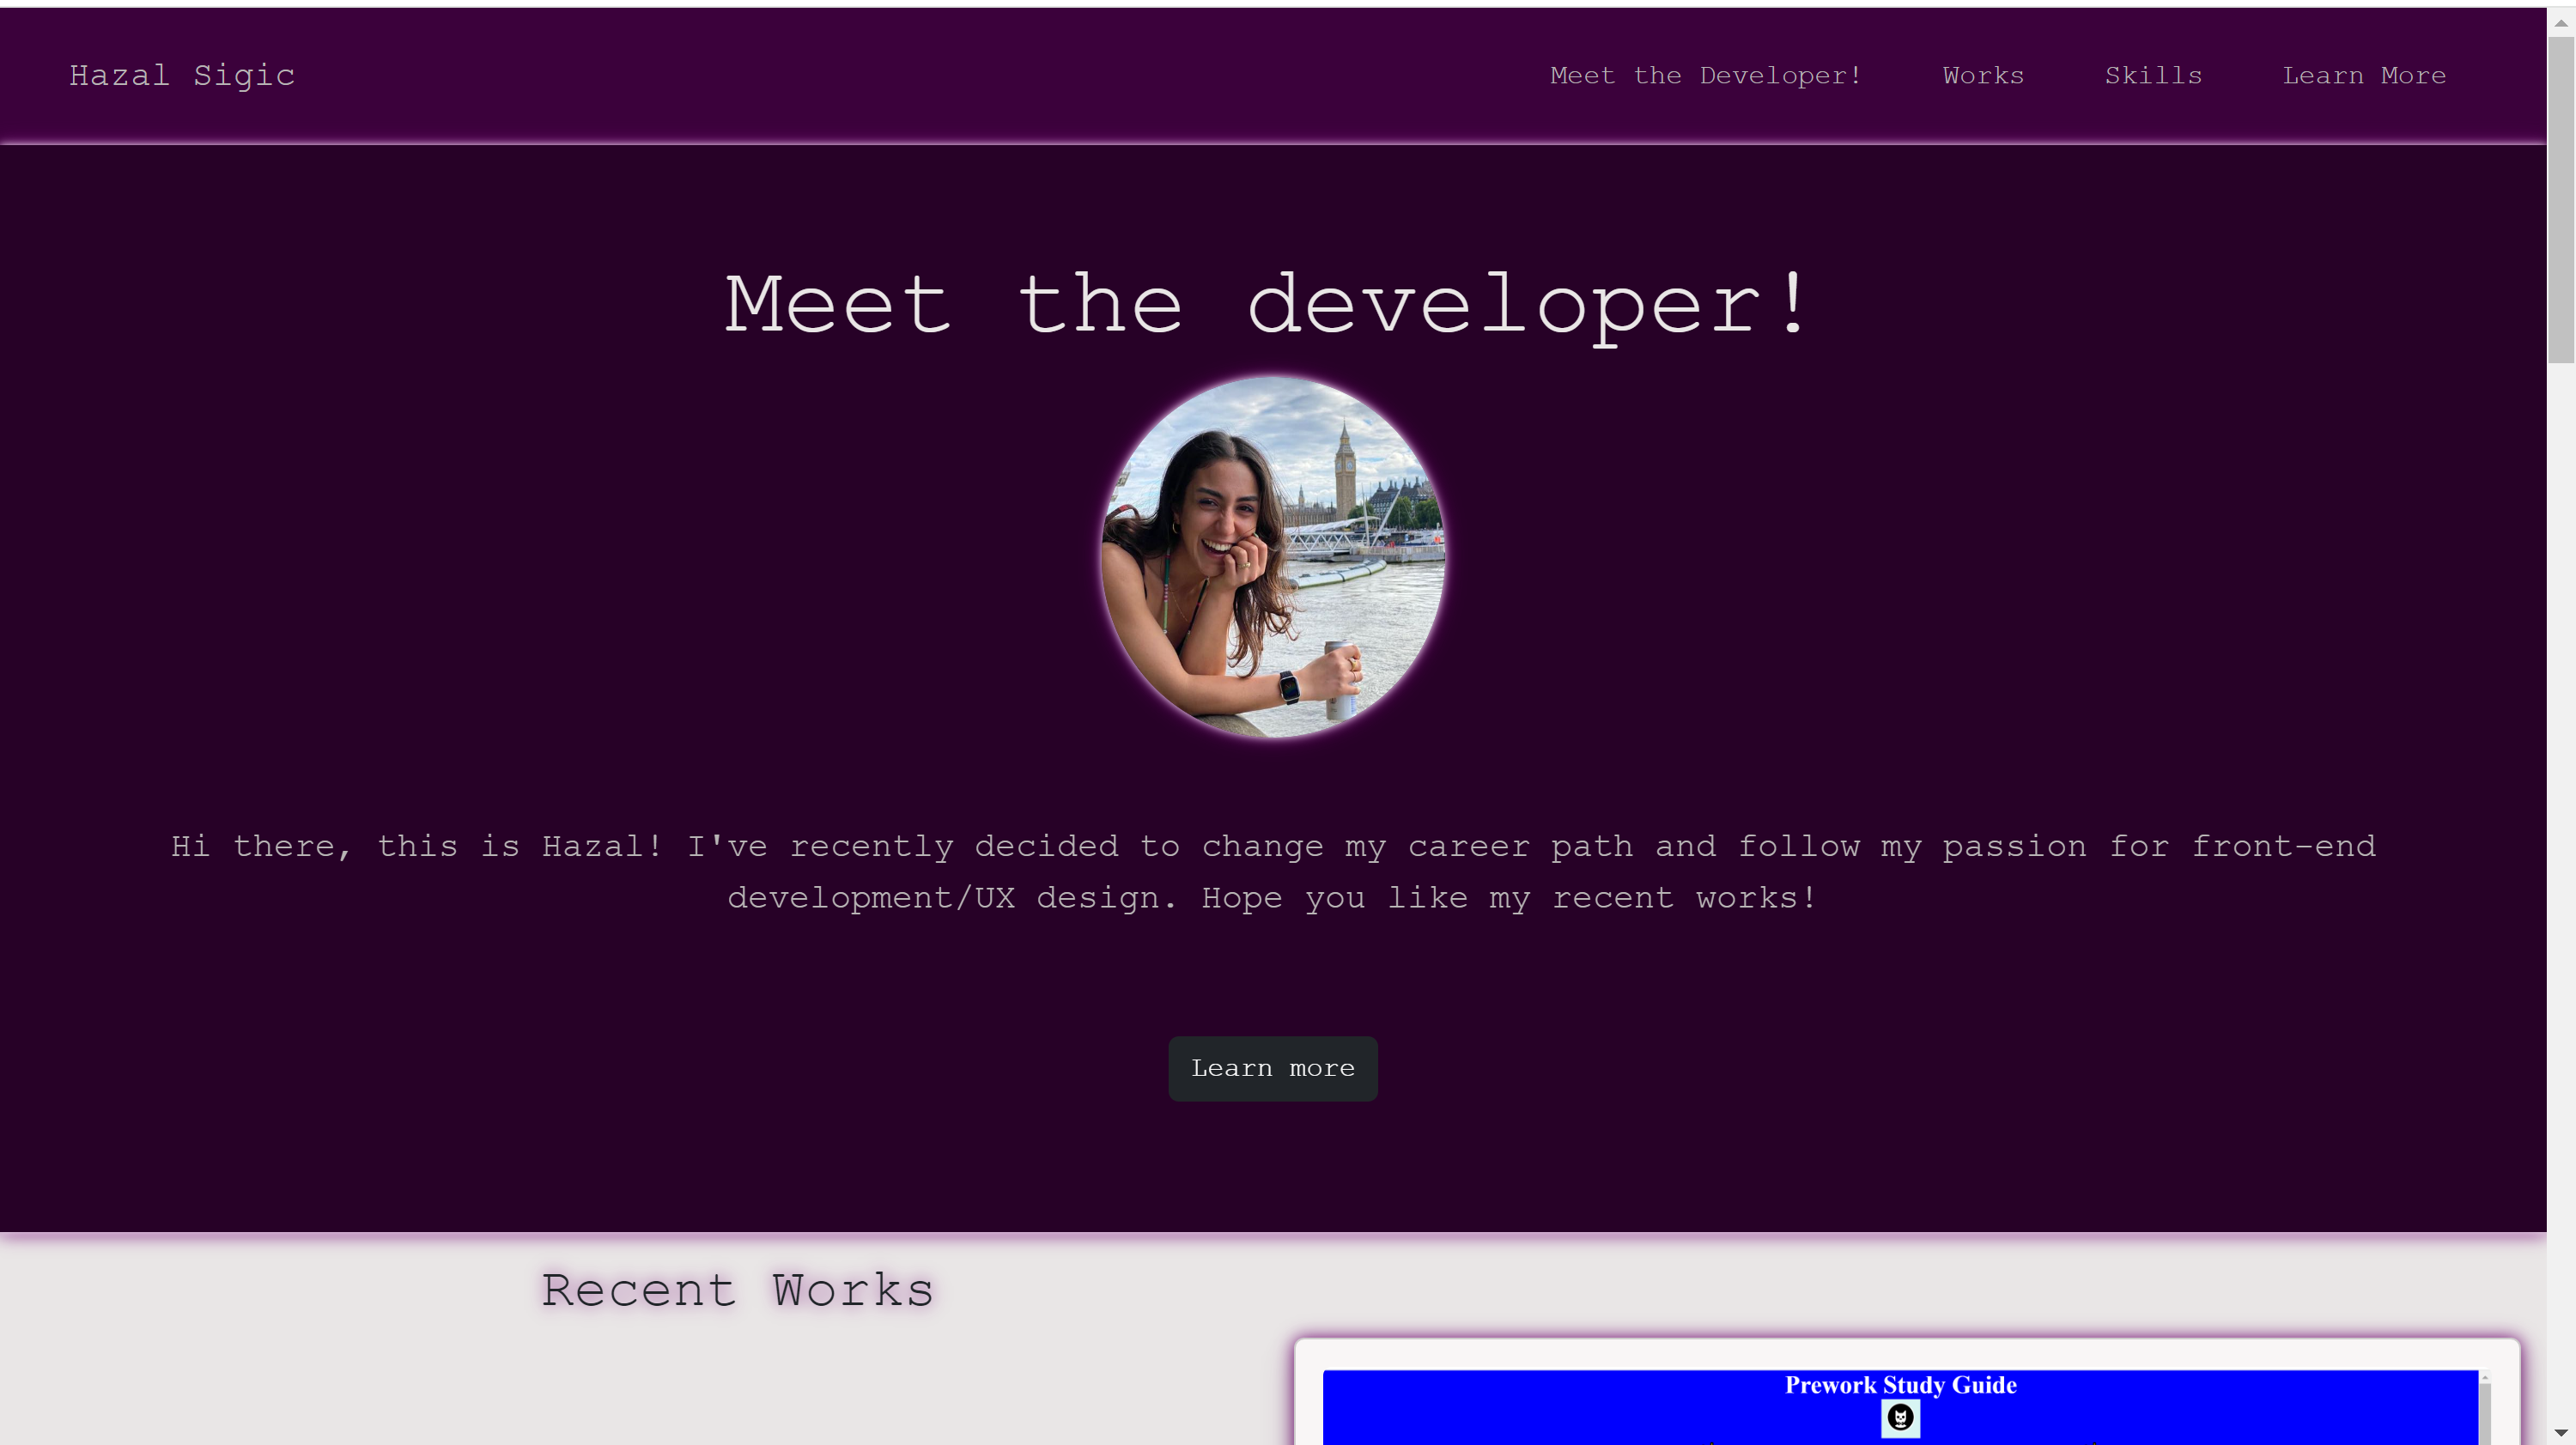 Hazal Sigic
Meet the Developer! Works Skills Learn More
Meet the developer!
Hi there, this is Hazal! I've recently decided to change my career path and follow my passion for front-end
development/UX design. Hope you like my recent works!
Learn more
Recent Works
Prework Study Guide